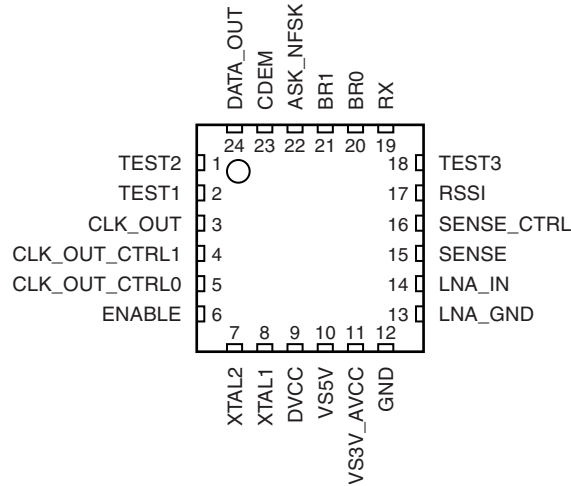 DATA_OUT
CDEM
ASK_NFSK
BR1
BR0
RX
24 23 22 21 20 19
TEST2 1 18 TEST3
TEST1 2 17 RSSI
CLK_OUT 3 16 SENSE_CTRL
CLK_OUT_CTRL1 4 15 SENSE
CLK_OUT_CTRL0 5 14 LNA_IN
ENABLE 6 13 LNA_GND
7 8 9 10 11 12
XTAL2
XTAL1
DVCC
VS5V
VS3V_AVCC
GND